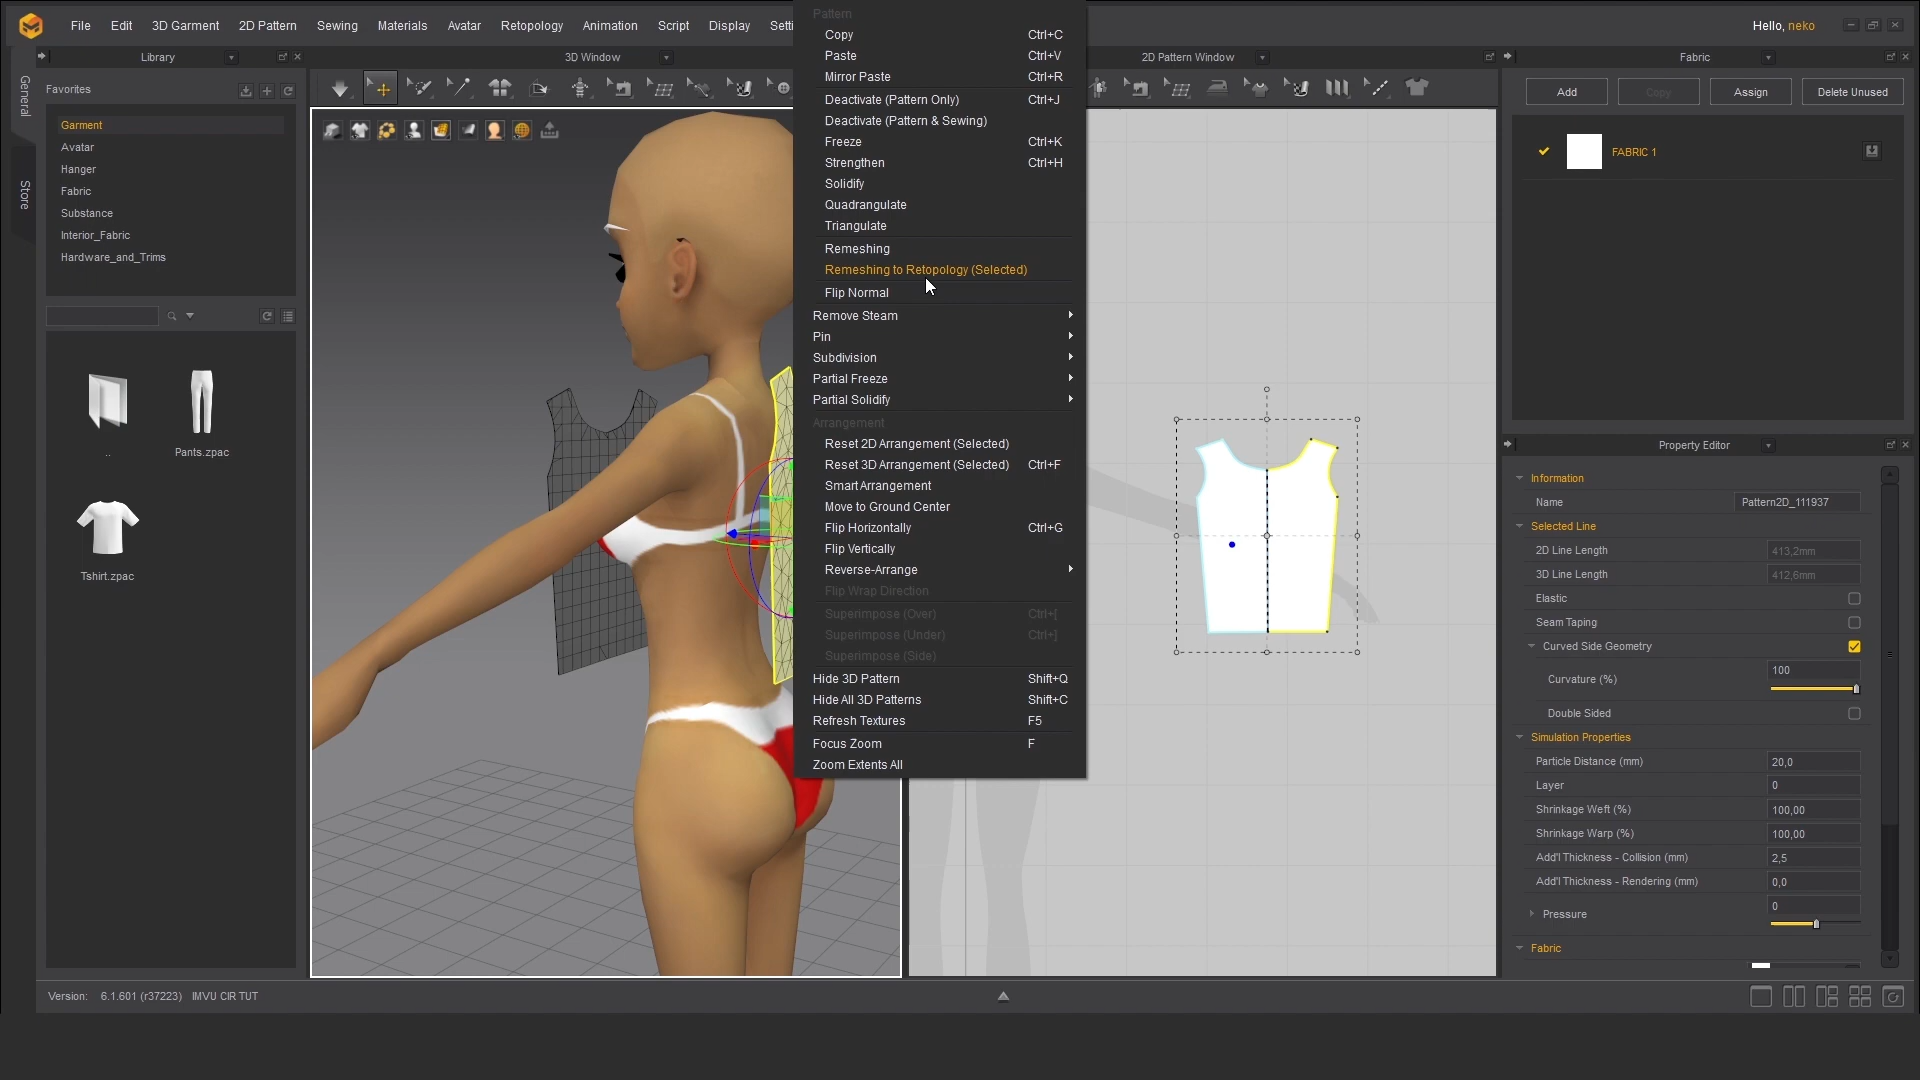 File Edit 3D Garment 2D Pattern Sewing Materials Avatar Retopology Animation Script Display Setti
Hello, neko
Library
3D Window
2D Pattern Window
Fabric
General
Store
Favorites
Garment
Avatar
Hanger
Fabric
Substance
Interior_Fabric
Hardware_and_Trims
..
Pants.zpac
Tshirt.zpac
Pattern
Copy Ctrl+C
Paste Ctrl+V
Mirror Paste Ctrl+R
Deactivate (Pattern Only) Ctrl+J
Deactivate (Pattern & Sewing)
Freeze Ctrl+K
Strengthen Ctrl+H
Solidify
Quadrangulate
Triangulate
Remeshing
Remeshing to Retopology (Selected)
Flip Normal
Remove Steam
Pin
Subdivision
Partial Freeze
Partial Solidify
Arrangement
Reset 2D Arrangement (Selected)
Reset 3D Arrangement (Selected) Ctrl+F
Smart Arrangement
Move to Ground Center
Flip Horizontally Ctrl+G
Flip Vertically
Reverse-Arrange
Flip Wrap Direction
Superimpose (Over) Ctrl+[
Superimpose (Under) Ctrl+]
Superimpose (Side)
Hide 3D Pattern Shift+Q
Hide All 3D Patterns Shift+C
Refresh Textures F5
Focus Zoom F
Zoom Extents All
Add Copy Assign Delete Unused
FABRIC 1
Property Editor
Information
Name Pattern2D_111937
Selected Line
2D Line Length 413,2mm
3D Line Length 412,6mm
Elastic
Seam Taping
Curved Side Geometry
Curvature (%) 100
Double Sided
Simulation Properties
Particle Distance (mm) 20,0
Layer 0
Shrinkage Weft (%) 100,00
Shrinkage Warp (%) 100,00
Add'l Thickness - Collision (mm) 2,5
Add'l Thickness - Rendering (mm) 0,0
Pressure 0
Fabric
Version: 6.1.601 (r37223) IMVU CIR TUT